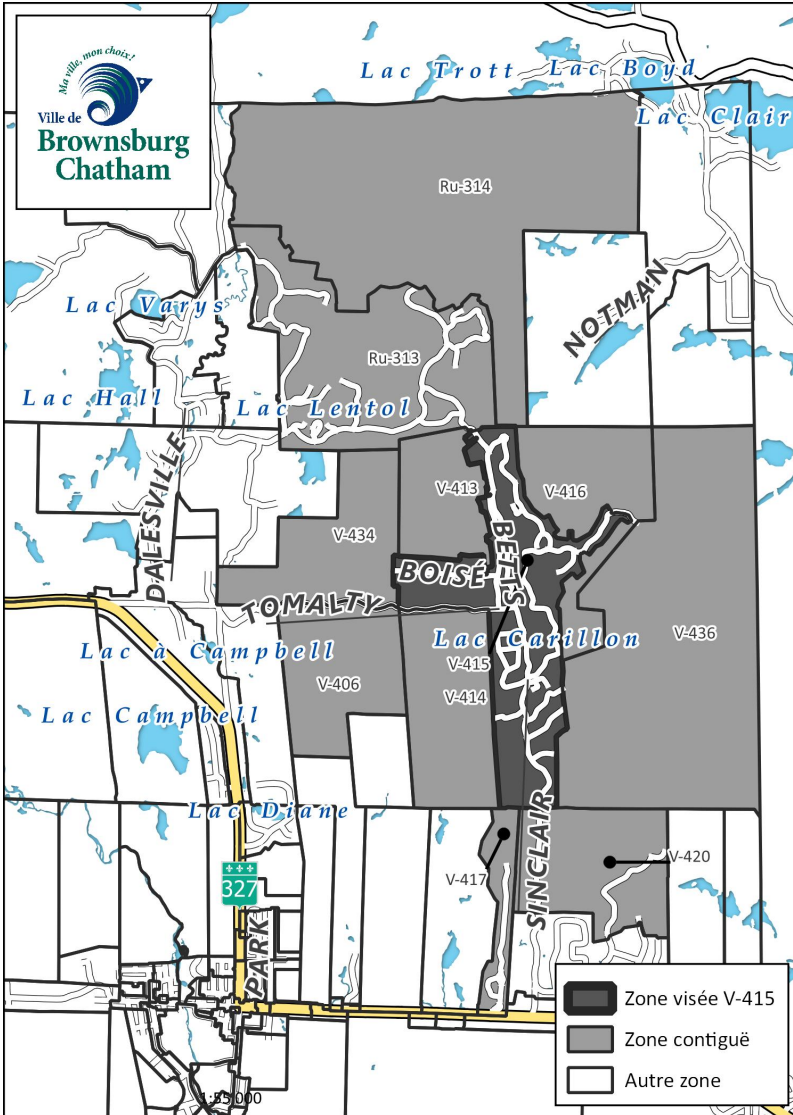 Ma ville, mon choix!
Ville de
Brownsburg
Chatham
Lac Trott
Lac Boyd
Lac Clair
Ru-314
NOTMAN
Lac Varys
Ru-313
Lac Hall
Lac Lentol
DALESVILLE
V-413
V-416
V-434
BETTS
BOISÉ
TOMALTY
Lac Carillon
V-436
Lac à Campbell
V-415
V-406
V-414
Lac Campbell
Lac Diane
SINCLAIR
327
V-417
V-420
PARK
Zone visée V-415
Zone contiguë
Autre zone
1:55 000